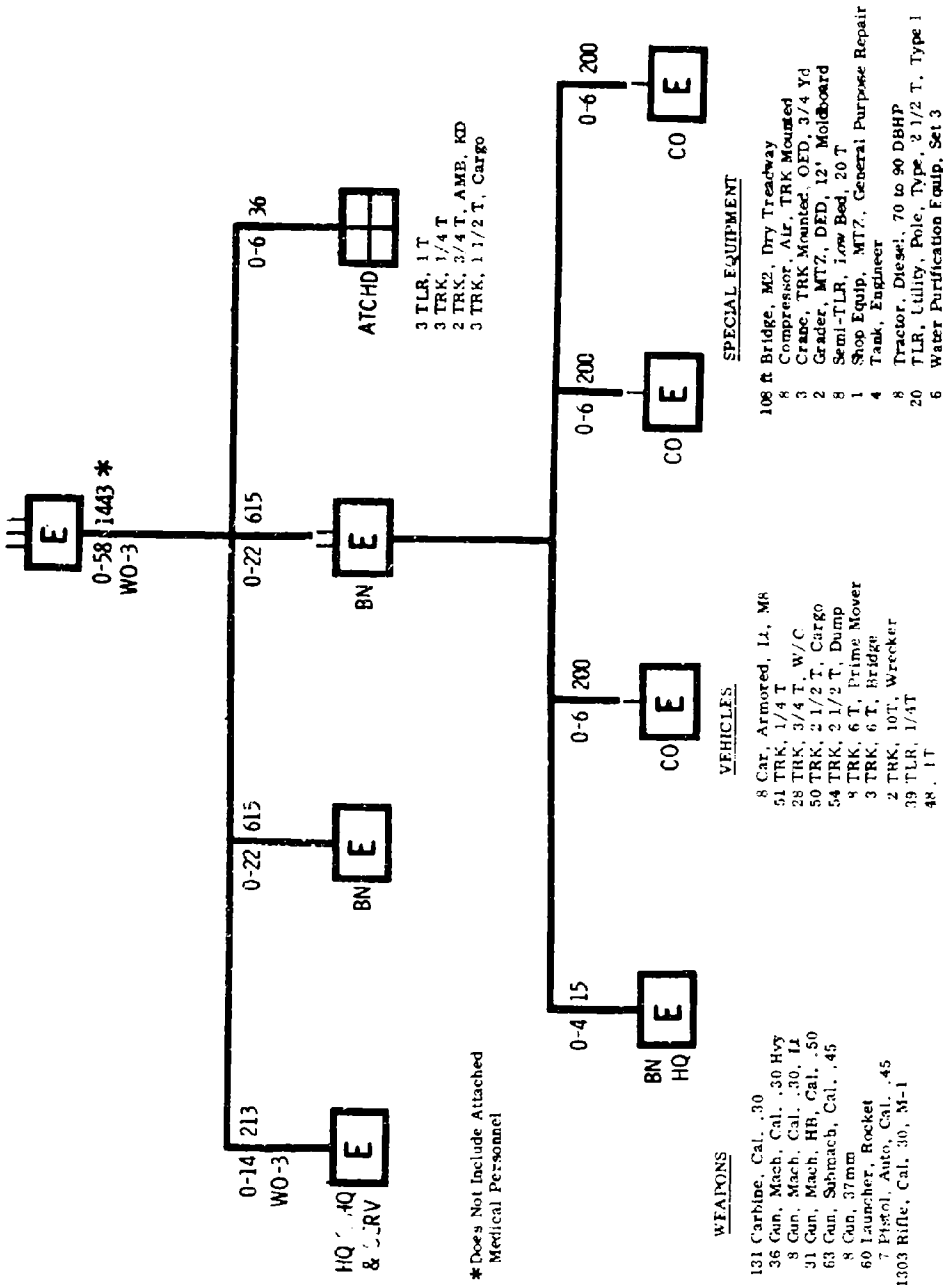 E
0-58 1443 *
WO-3
0-14 213
WO-3
HQ
&
E
0-22 615
BN
E
0-22 615
BN
E
0-6 36
ATCHD
3 TLR, 1 T
3 TRK, 1/4 T
2 TRK, 3/4 T, AMB, KD
3 TRK, 1 1/2 T, Cargo
* Does Not Include Attached
Medical Personnel
0-4 15
BN
HQ
E
0-6 200
CO
E
0-6 200
CO
E
0-6 200
CO
E
WEAPONS
131 Carbine, Cal. .30
36 Gun, Mach, Cal. .30 Hvy
8 Gun, Mach, Cal. .30, Lt
31 Gun, Mach, HB, Cal. .50
63 Gun, Submach, Cal. .45
8 Gun, 37mm
60 Launcher, Rocket
7 Pistol, Auto, Cal. .45
1303 Rifle, Cal. 30, M-1
VEHICLES
8 Car, Armored, Lt, M8
51 TRK, 1/4 T
28 TRK, 3/4 T, W/C
50 TRK, 2 1/2 T, Cargo
54 TRK, 2 1/2 T, Dump
8 TRK, 6 T, Prime Mover
3 TRK, 6 T, Bridge
2 TRK, 10T, Wrecker
39 TLR, 1/4T
48, 1T
SPECIAL EQUIPMENT
108 ft Bridge, M2, Dry Treadway
8 Compressor, Air, TRK Mounted
3 Crane, TRK Mounted, OED, 3/4 Yd
2 Grader, MTZ, DED, 12' Moldboard
8 Semi-TLR, Low Bed, 20 T
1 Shop Equip, MTZ, General Purpose Repair
4 Tank, Engineer
8 Tractor, Diesel, 70 to 90 DBHP
20 TLR, Utility, Pole, Type, 2 1/2 T, Type 1
6 Water Purification Equip, Set 3